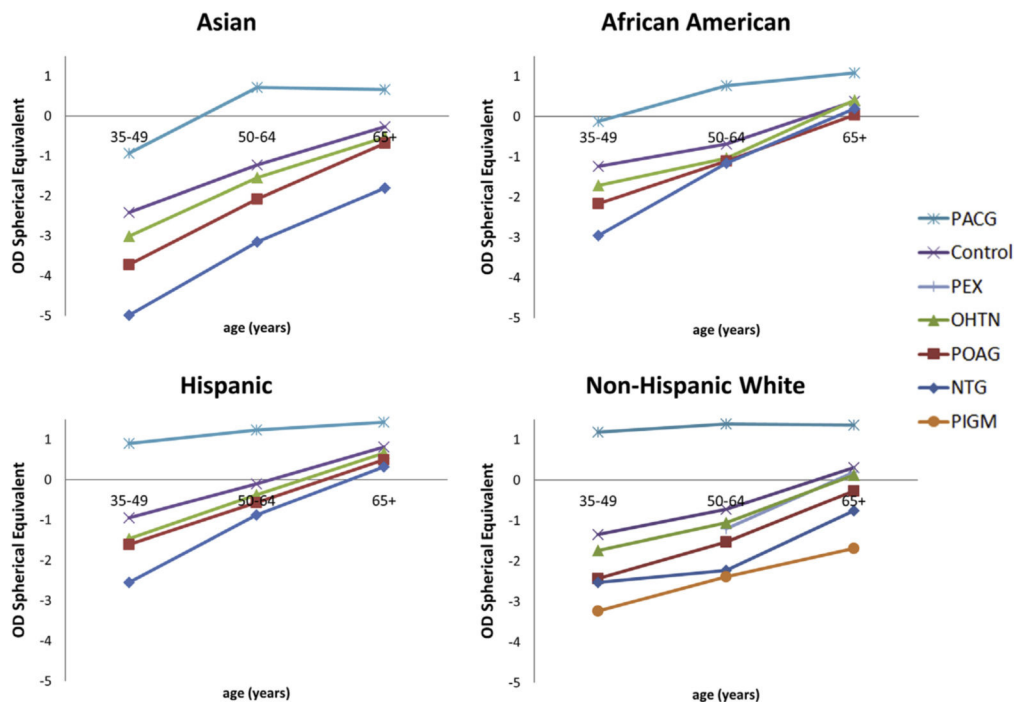 Asian
OD Spherical Equivalent
1
0
-1
-2
-3
-4
-5
35-49
50-64
65+
age (years)
African American
OD Spherical Equivalent
1
0
-1
-2
-3
-4
-5
35-49
50-64
65+
age (years)
Hispanic
OD Spherical Equivalent
1
0
-1
-2
-3
-4
-5
35-49
50-64
65+
age (years)
Non-Hispanic White
OD Spherical Equivalent
1
0
-1
-2
-3
-4
-5
35-49
50-64
65+
age (years)
PACG
Control
PEX
OHTN
POAG
NTG
PIGM